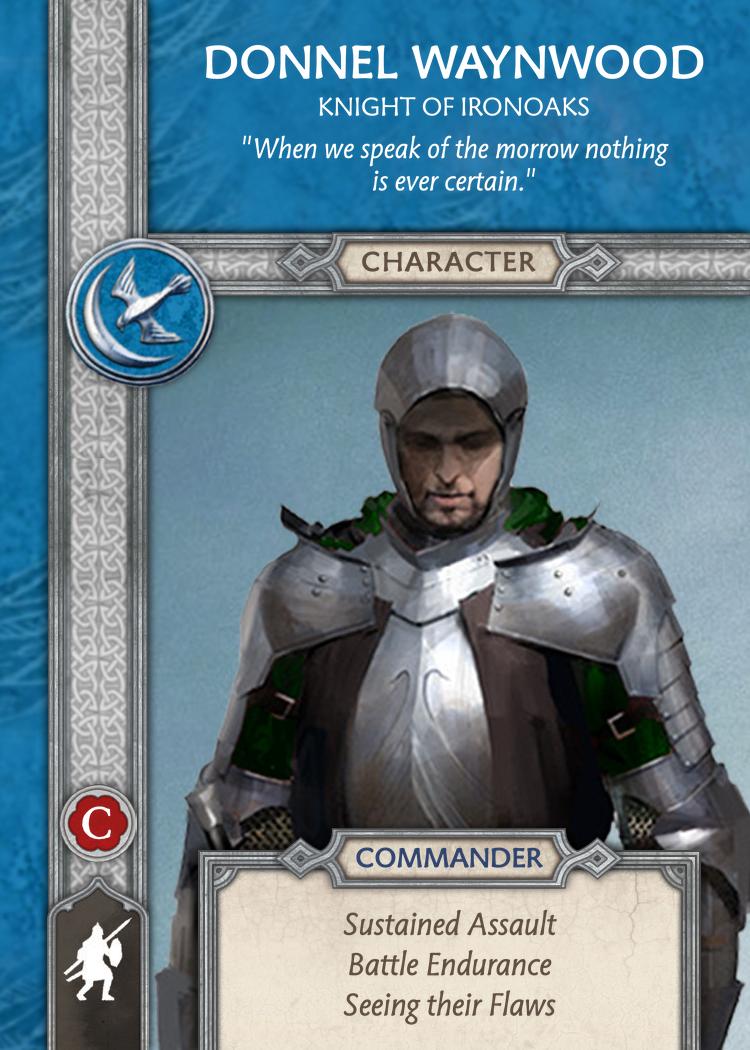 DONNEL WAYNWOOD
KNIGHT OF IRONOAKS
"When we speak of the morrow nothing
is ever certain."
CHARACTER
C
COMMANDER
Sustained Assault
Battle Endurance
Seeing their Flaws